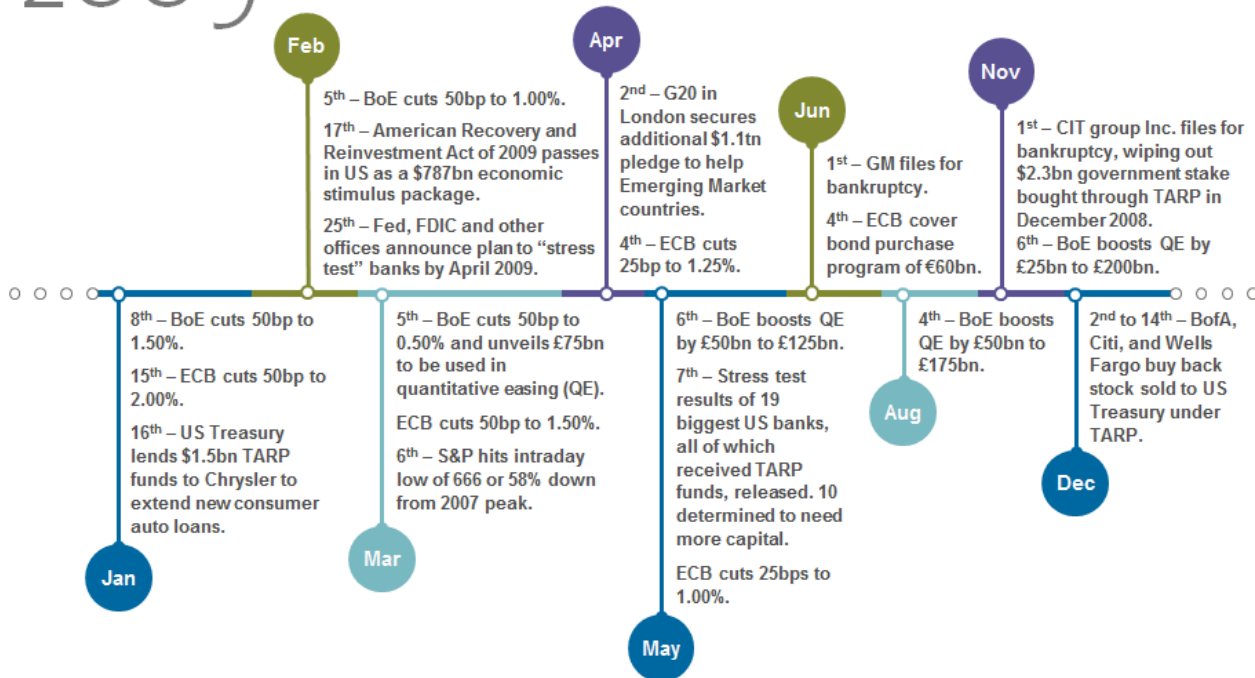 2009
Feb
5th – BoE cuts 50bp to 1.00%.
17th – American Recovery and
Reinvestment Act of 2009 passes
in US as a $787bn economic
stimulus package.
25th – Fed, FDIC and other
offices announce plan to “stress
test” banks by April 2009.
Apr
2nd – G20 in
London secures
additional $1.1tn
pledge to help
Emerging Market
countries.
4th – ECB cuts
25bp to 1.25%.
Jun
1st – GM files for
bankruptcy.
4th – ECB cover
bond purchase
program of €60bn.
Nov
1st – CIT group Inc. files for
bankruptcy, wiping out
$2.3bn government stake
bought through TARP in
December 2008.
6th – BoE boosts QE by
£25bn to £200bn.
8th – BoE cuts 50bp to
1.50%.
15th – ECB cuts 50bp to
2.00%.
16th – US Treasury
lends $1.5bn TARP
funds to Chrysler to
extend new consumer
auto loans.
Jan
5th – BoE cuts 50bp to
0.50% and unveils £75bn
to be used in
quantitative easing (QE).
ECB cuts 50bp to 1.50%.
6th – S&P hits intraday
low of 666 or 58% down
from 2007 peak.
Mar
6th – BoE boosts QE
by £50bn to £125bn.
7th – Stress test
results of 19
biggest US banks,
all of which
received TARP
funds, released. 10
determined to need
more capital.
ECB cuts 25bps to
1.00%.
May
4th – BoE boosts
QE by £50bn to
£175bn.
Aug
2nd to 14th – BofA,
Citi, and Wells
Fargo buy back
stock sold to US
Treasury under
TARP.
Dec